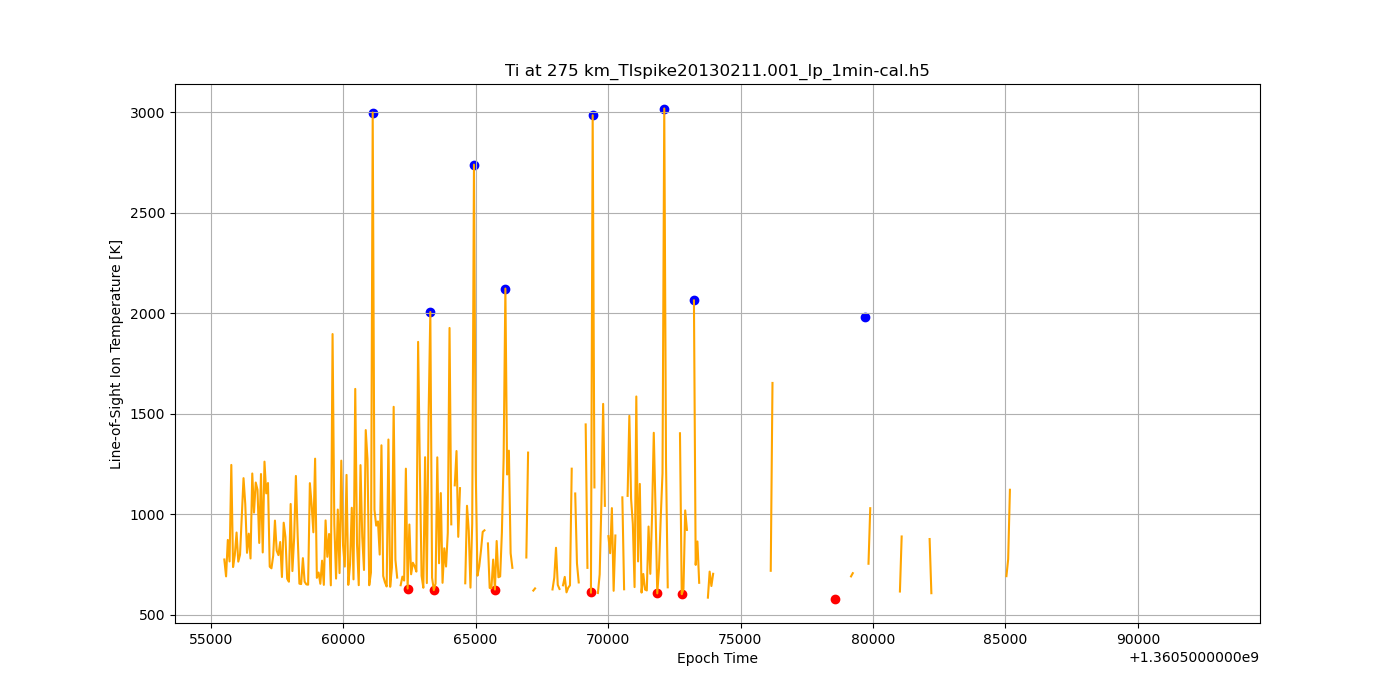 Ti at 275 km_TIspike20130211.001_lp_1min-cal.h5
Line-of-Sight Ion Temperature [K]
3000
2500
2000
1500
1000
500
55000 60000 65000 70000 75000 80000 85000 90000
Epoch Time
+1.3605000000e9